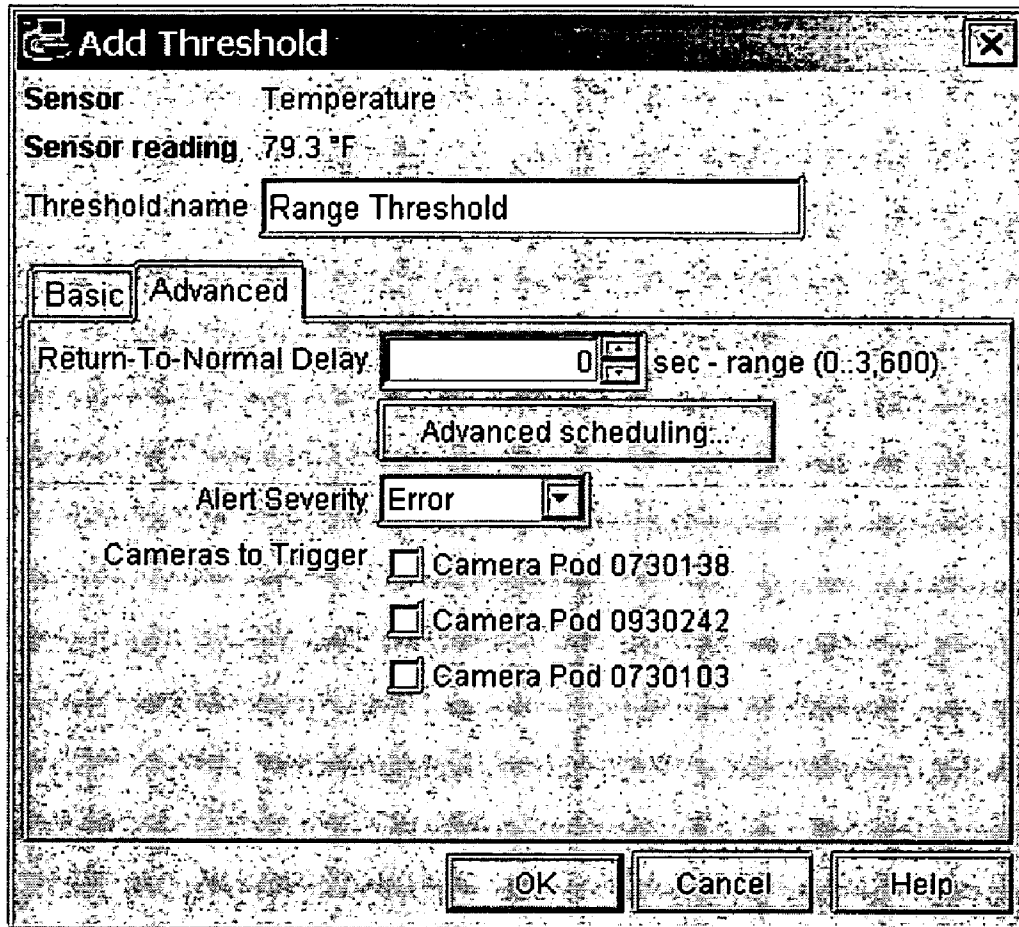 Add Threshold
Sensor Temperature
Sensor reading 79.3 °F
Threshold name Range Threshold
Basic Advanced
Return-To-Normal Delay 0 sec - range (0..3,600)
Advanced scheduling...
Alert Severity Error
Cameras to Trigger Camera Pod 0730138
Camera Pod 0930242
Camera Pod 0730103
OK Cancel Help